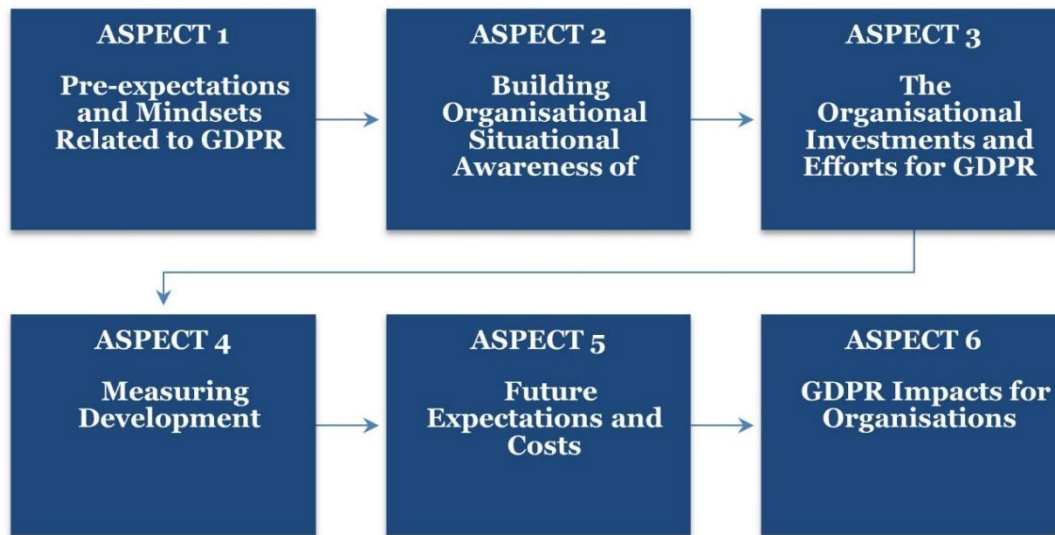 ASPECT 1
Pre-expectations
and Mindsets
Related to GDPR
ASPECT 2
Building
Organisational
Situational
Awareness of
ASPECT 3
The
Organisational
Investments and
Efforts for GDPR
ASPECT 4
Measuring
Development
ASPECT 5
Future
Expectations and
Costs
ASPECT 6
GDPR Impacts for
Organisations